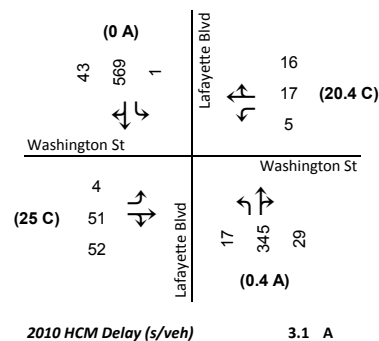 (0 A)
43 569 1
Lafayette Blvd
16
17 (20.4 C)
5
Washington St
Washington St
4
(25 C) 51
52
Lafayette Blvd
17 345 29
(0.4 A)
2010 HCM Delay (s/veh) 3.1 A